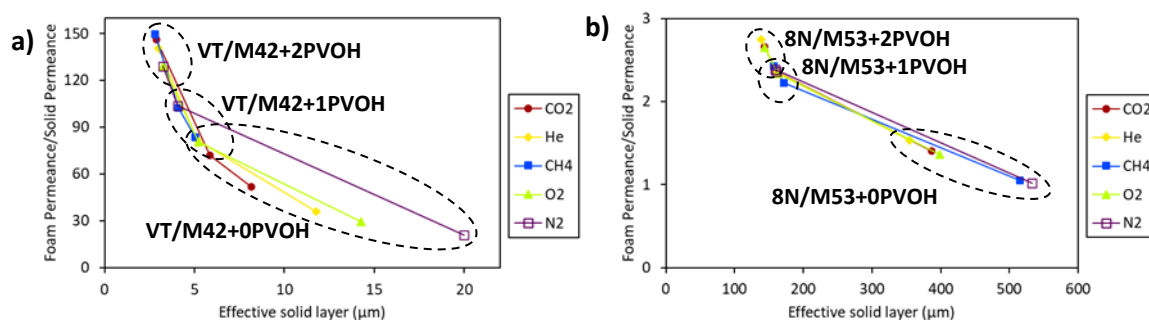 a)
Foam Permeance/Solid Permeance
150
120
90
60
30
0
VT/M42+2PVOH
VT/M42+1PVOH
VT/M42+0PVOH
0 5 10 15 20
Effective solid layer (μm)
CO2
He
CH4
O2
N2
b)
Foam Permeance/Solid Permeance
3
2
1
0
8N/M53+2PVOH
8N/M53+1PVOH
8N/M53+0PVOH
0 100 200 300 400 500 600
Effective solid layer (μm)
CO2
He
CH4
O2
N2